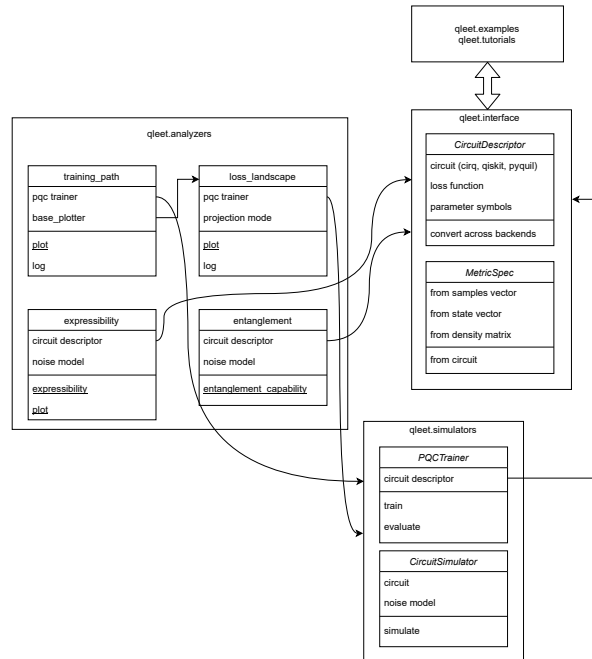 qleet.examples
qleet.tutorials
qleet.interface
CircuitDescriptor
circuit (cirq, qiskit, pyquil)
loss function
parameter symbols
convert across backends
MetricSpec
from samples vector
from state vector
from density matrix
from circuit
qleet.analyzers
training_path
pqc trainer
base_plotter
plot
log
loss_landscape
pqc trainer
projection mode
plot
log
expressibility
circuit descriptor
noise model
expressibility
plot
entanglement
circuit descriptor
noise model
entanglement_capability
qleet.simulators
PQCTrainer
circuit descriptor
train
evaluate
CircuitSimulator
circuit
noise model
simulate